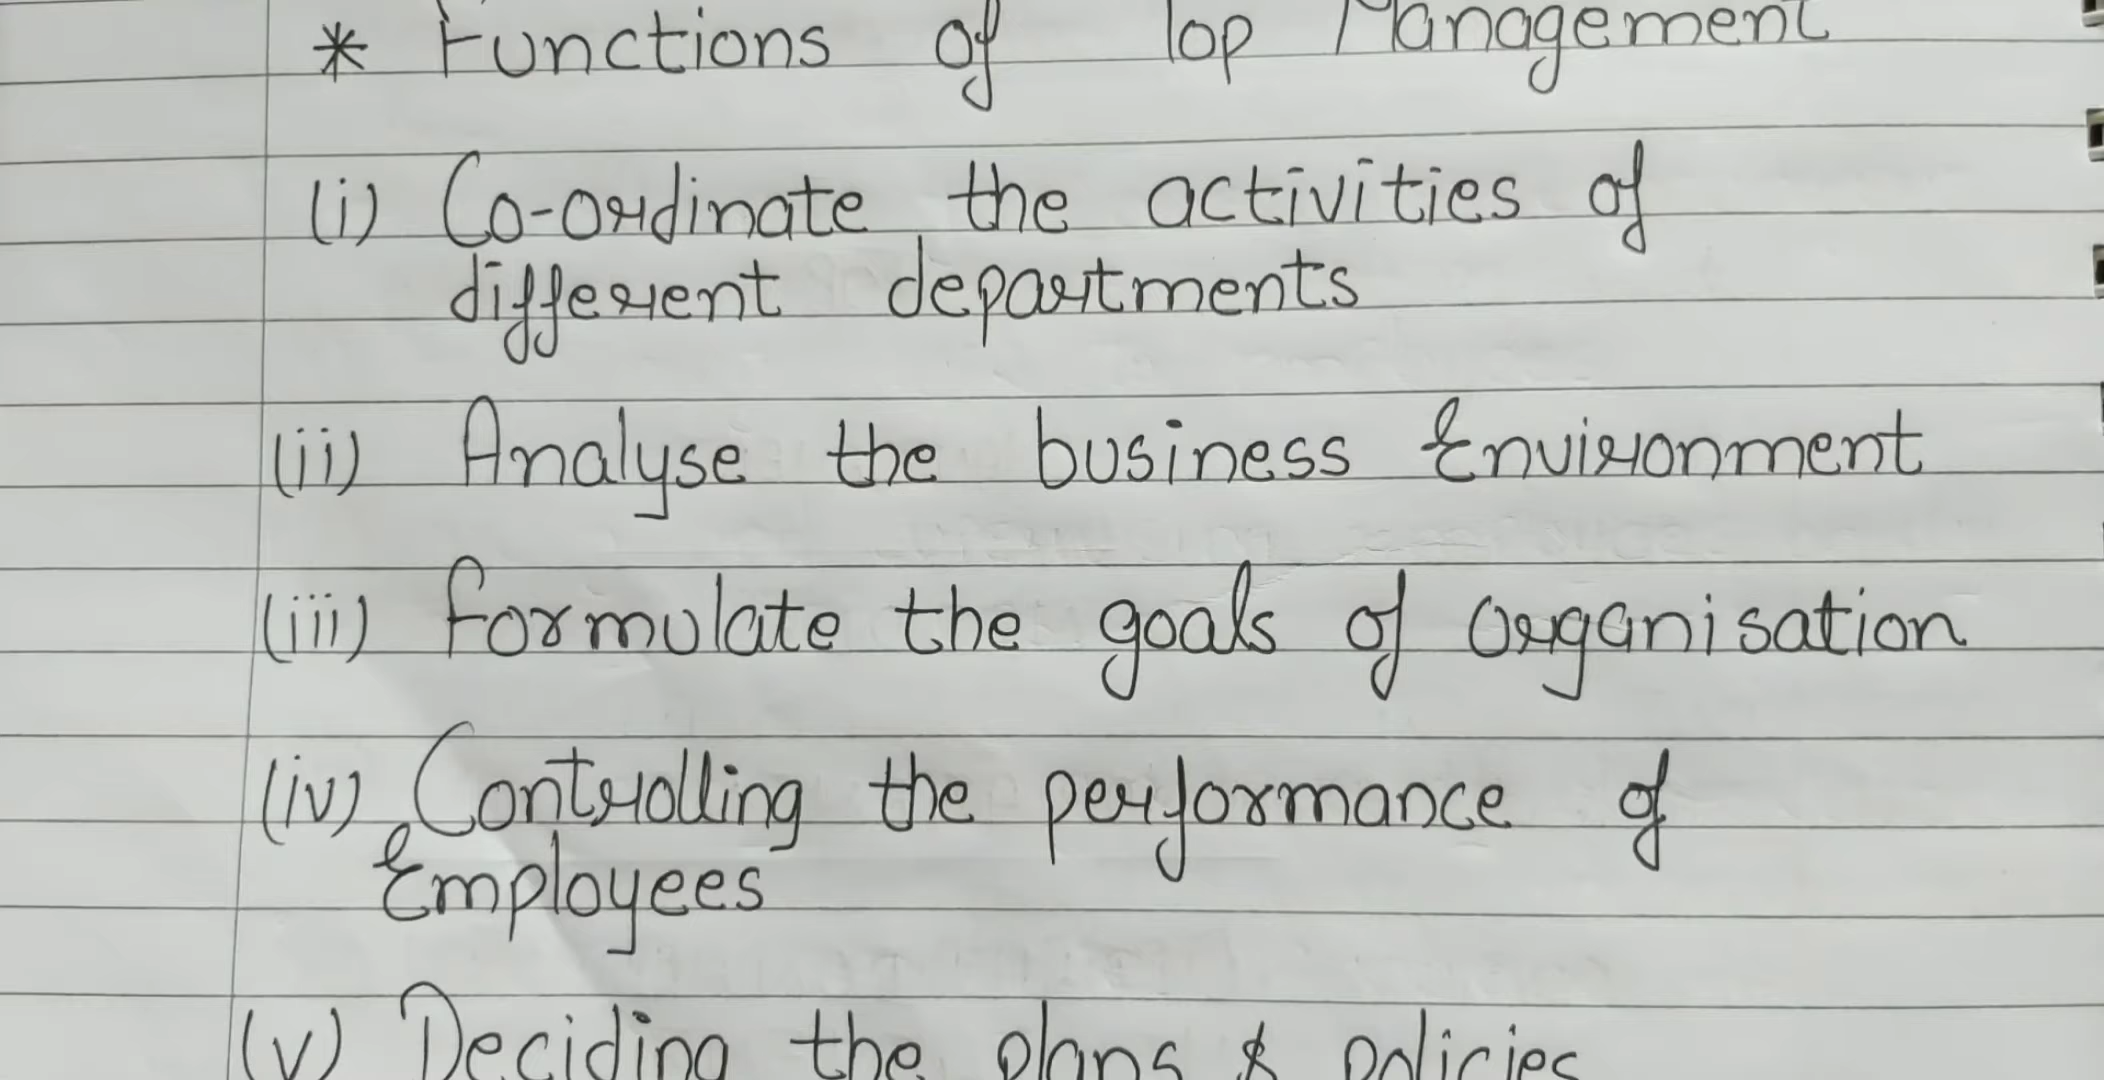 * Functions of Top Management
(i) Co-ordinate the activities of
different departments
(ii) Analyse the business Environment
(iii) formulate the goals of organisation
(iv) Controlling the performance of
Employees
(v) Deciding the plans & policies